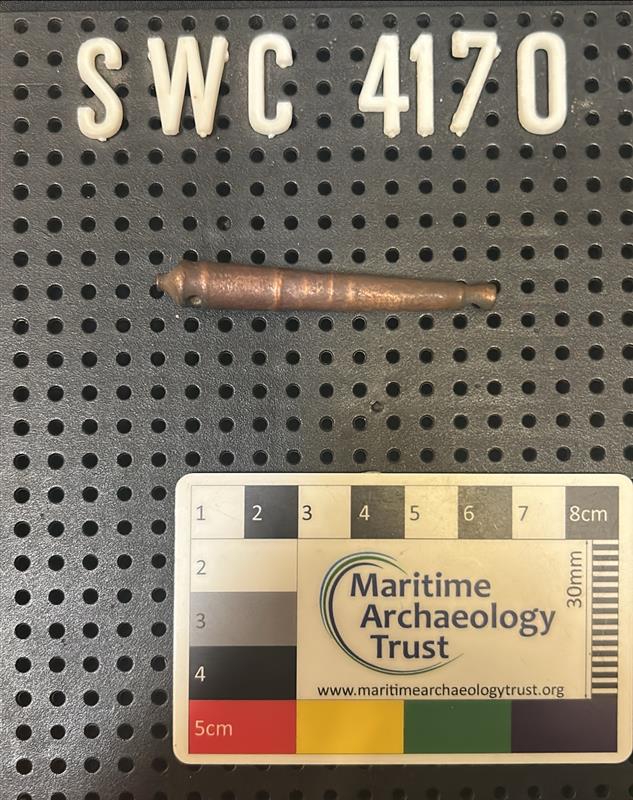 SWC 4170
1 2 3 4 5 6 7 8cm
2
3
4
5cm
30mm
Maritime
Archaeology
Trust
www.maritimearchaeologytrust.org